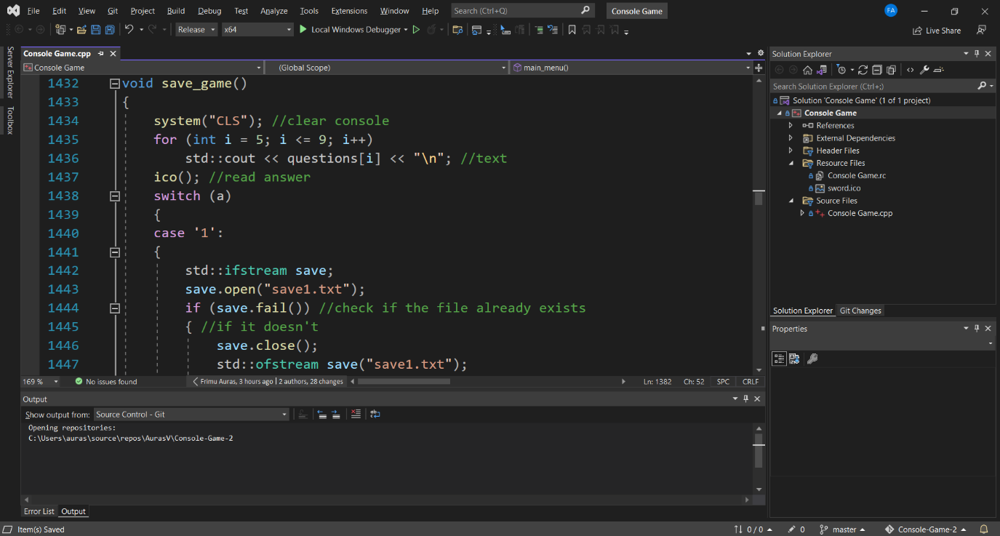 File Edit View Git Project Build Debug Test Analyze Tools Extensions Window Help Search (Ctrl+Q) Console Game FA
Release x64 Local Windows Debugger Live Share
Server Explorer
Toolbox
Console Game.cpp
Console Game (Global Scope) main_menu()
1432 void save_game()
1433 {
1434 system("CLS"); //clear console
1435 for (int i = 5; i <= 9; i++)
1436 std::cout << questions[i] << "\n"; //text
1437 ico(); //read answer
1438 switch (a)
1439 {
1440 case '1':
1441 {
1442 std::ifstream save;
1443 save.open("save1.txt");
1444 if (save.fail()) //check if the file already exists
1445 { //if it doesn't
1446 save.close();
1447 std::ofstream save("save1.txt");
169 % No issues found Frimu Auras, 3 hours ago | 2 authors, 28 changes Ln: 1382 Ch: 52 SPC CRLF
Output
Show output from: Source Control - Git
Opening repositories:
C:\Users\auras\source\repos\AurasV\Console-Game-2
Error List Output
Solution Explorer
Search Solution Explorer (Ctrl+;)
Solution 'Console Game' (1 of 1 project)
Console Game
References
External Dependencies
Header Files
Resource Files
Console Game.rc
sword.ico
Source Files
Console Game.cpp
Solution Explorer Git Changes
Properties
Item(s) Saved 0 / 0 0 master Console-Game-2